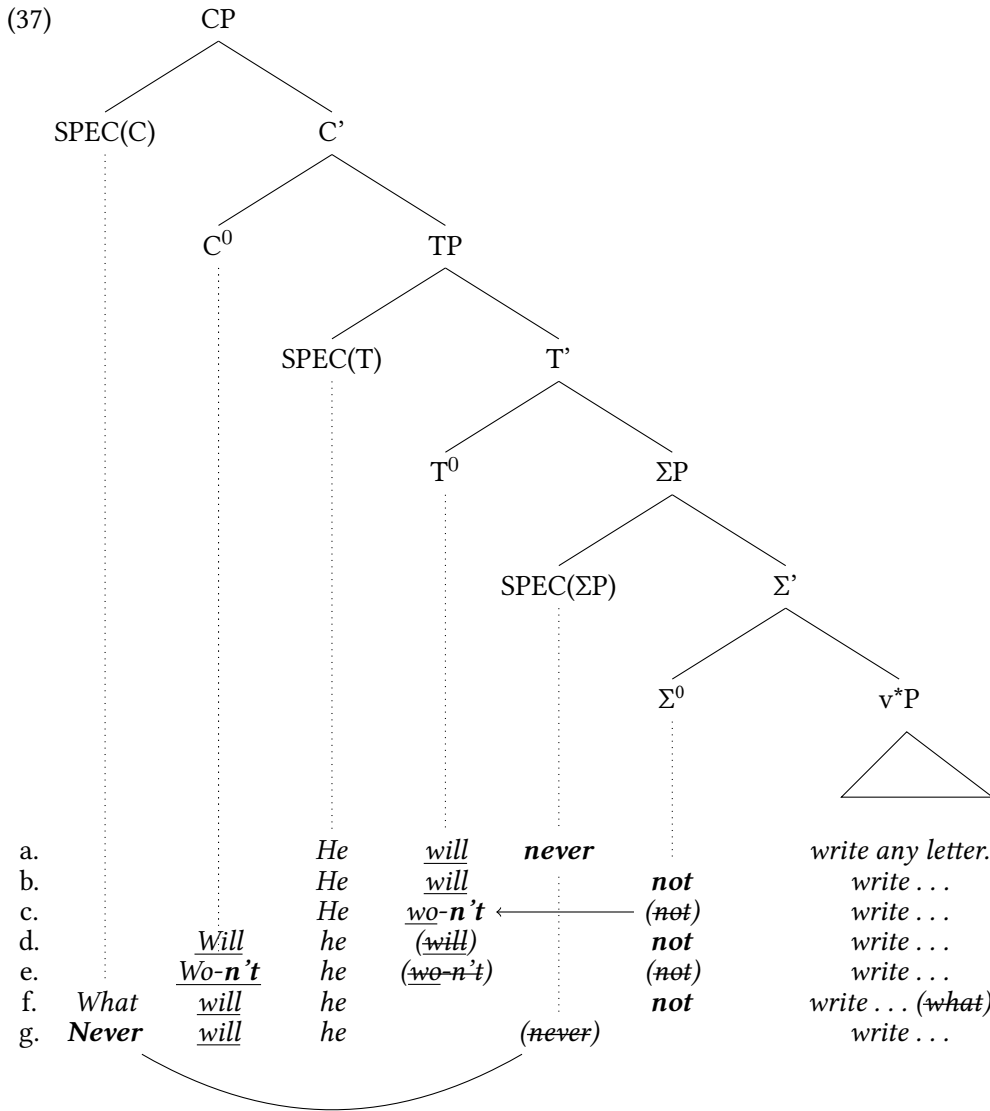 (37) CP
SPEC(C) C’
C⁰ TP
SPEC(T) T’
T⁰ ΣP
SPEC(ΣP) Σ’
Σ⁰ v*P
a. He will never write any letter.
b. He will not write . . .
c. He wo-n’t (not) write . . .
d. Will he (will) not write . . .
e. Wo-n’t he (wo-n’t) (not) write . . .
f. What will he not write . . . (what)
g. Never will he (never) write . . .